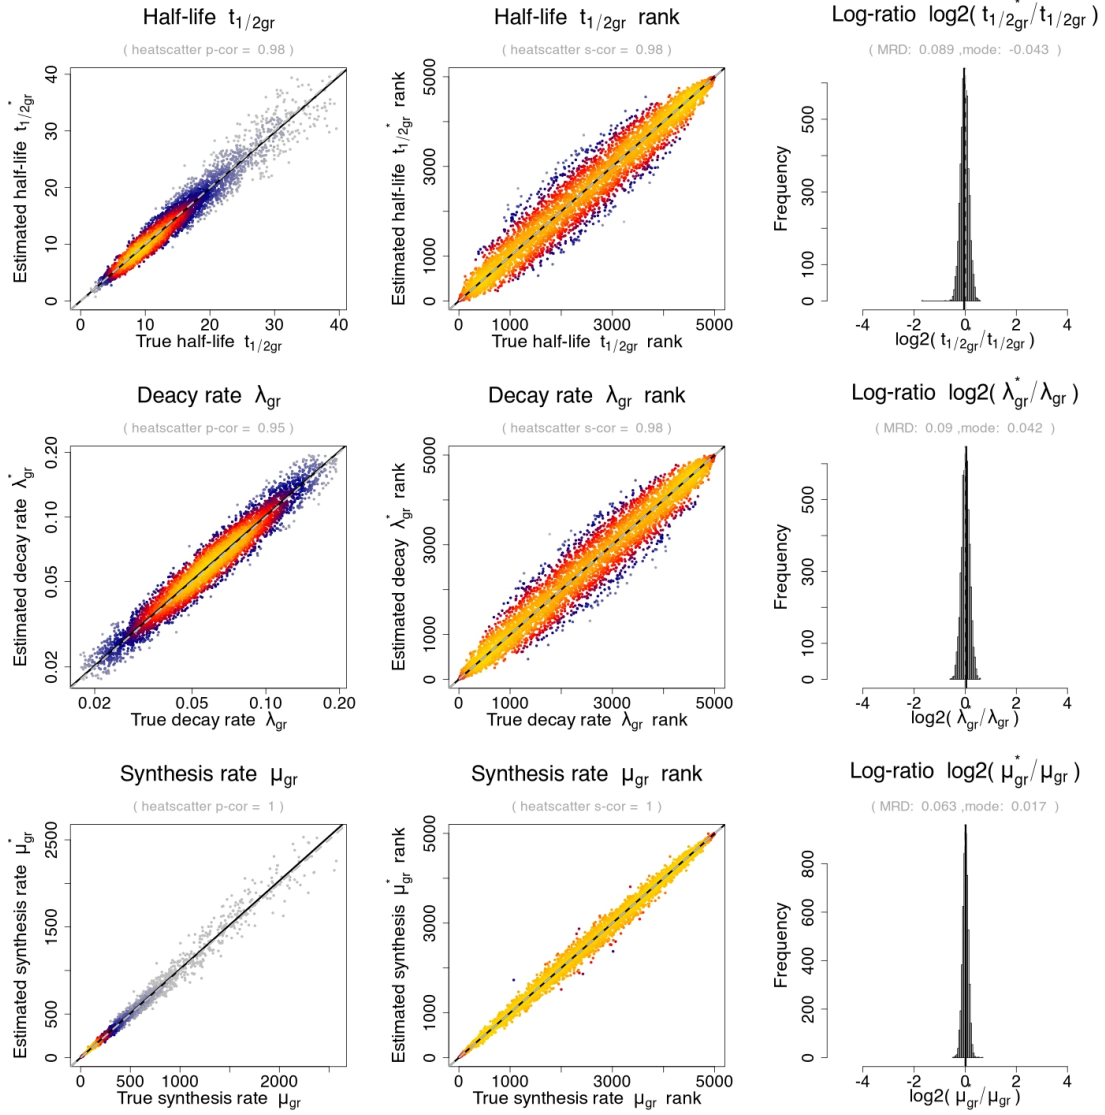 Half-life t1/2gr
( heatscatter p-cor = 0.98 )
Estimated half-life t*1/2gr
0 10 20 30 40
0 10 20 30 40
True half-life t1/2gr
Half-life t1/2gr rank
( heatscatter s-cor = 0.98 )
Estimated half-life t*1/2gr rank
0 1000 3000 5000
0 1000 3000 5000
True half-life t1/2gr rank
Log-ratio log2( t*1/2gr/t1/2gr )
( MRD: 0.089 ,mode: -0.043 )
Frequency
0 100 300 500
-4 -2 0 2 4
log2( t*1/2gr/t1/2gr )
Deacy rate λgr
( heatscatter p-cor = 0.95 )
Estimated decay rate λ*gr
0.02 0.05 0.10 0.20
0.02 0.05 0.10 0.20
True decay rate λgr
Decay rate λgr rank
( heatscatter s-cor = 0.98 )
Estimated decay λ*gr rank
0 1000 3000 5000
0 1000 3000 5000
True decay rate λgr rank
Log-ratio log2( λ*gr/λgr )
( MRD: 0.09 ,mode: 0.042 )
Frequency
0 100 300 500
-4 -2 0 2 4
log2( λ*gr/λgr )
Synthesis rate μgr
( heatscatter p-cor = 1 )
Estimated synthesis rate μ*gr
0 500 1500 2500
0 500 1000 2000
True synthesis rate μgr
Synthesis rate μgr rank
( heatscatter s-cor = 1 )
Estimated synthesis μ*gr rank
0 1000 3000 5000
0 1000 3000 5000
True synthesis rate μgr rank
Log-ratio log2( μ*gr/μgr )
( MRD: 0.063 ,mode: 0.017 )
Frequency
0 200 400 600 800
-4 -2 0 2 4
log2( μ*gr/μgr )